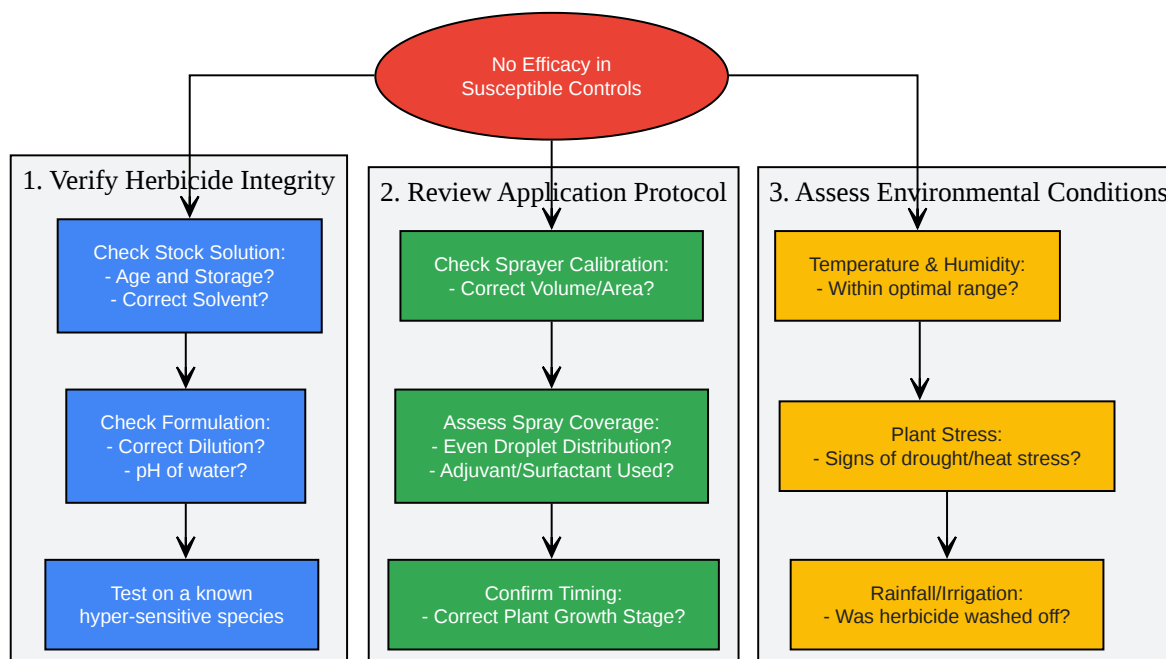 No Efficacy in
Susceptible Controls
1. Verify Herbicide Integrity
Check Stock Solution:
- Age and Storage?
- Correct Solvent?
Check Formulation:
- Correct Dilution?
- pH of water?
Test on a known
hyper-sensitive species
2. Review Application Protocol
Check Sprayer Calibration:
- Correct Volume/Area?
Assess Spray Coverage:
- Even Droplet Distribution?
- Adjuvant/Surfactant Used?
Confirm Timing:
- Correct Plant Growth Stage?
3. Assess Environmental Conditions
Temperature & Humidity:
- Within optimal range?
Plant Stress:
- Signs of drought/heat stress?
Rainfall/Irrigation:
- Was herbicide washed off?